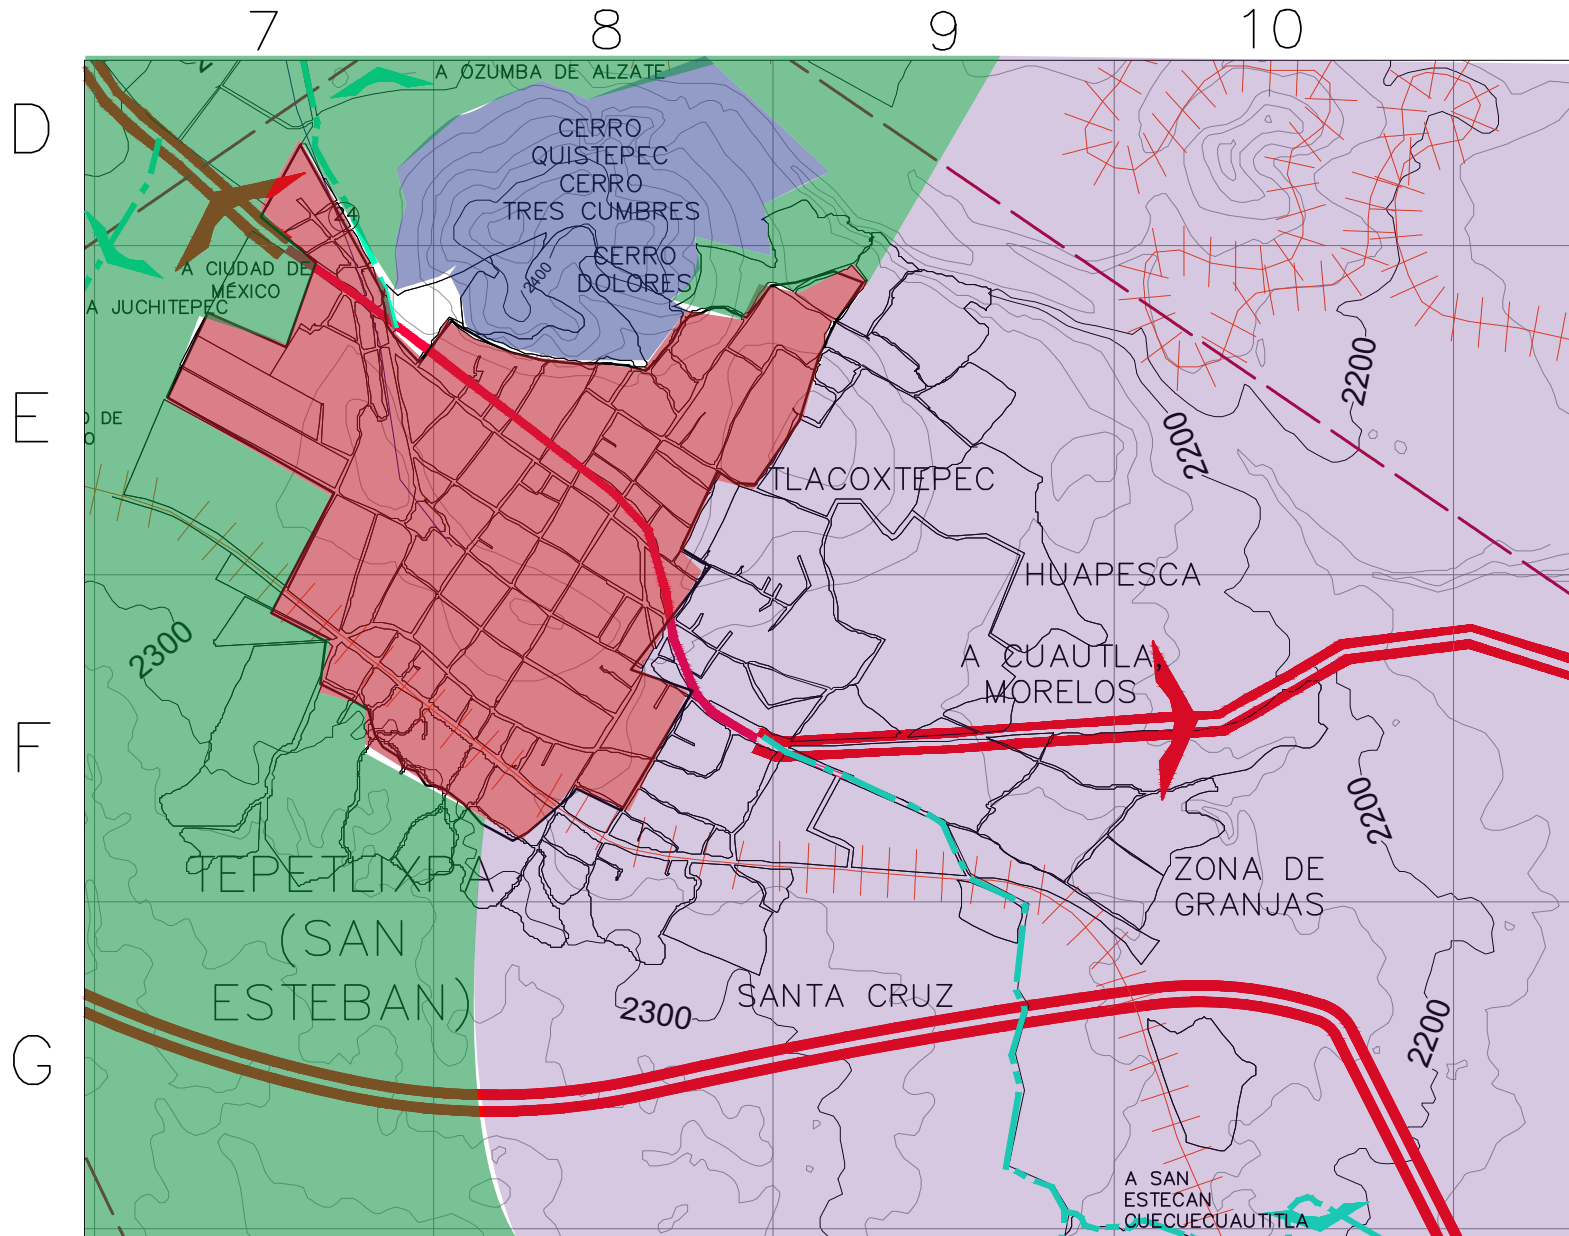 7 8 9 10
D
A OZUMBA DE ALZATE
CERRO
QUISTEPEC
CERRO
TRES CUMBRES
24
CERRO
DOLORES
2400
A CIUDAD DE
MÉXICO
A JUCHITEPEC
E
O DE
O
2200
2200
TLACOXTEPEC
HUAPESCA
2300
A CUAUTLA,
MORELOS
F
2200
TEPETLIXPA
(SAN
ESTEBAN)
ZONA DE
GRANJAS
2300
SANTA CRUZ
2200
G
A SAN
ESTECAN
CUECUECUAUTITLA